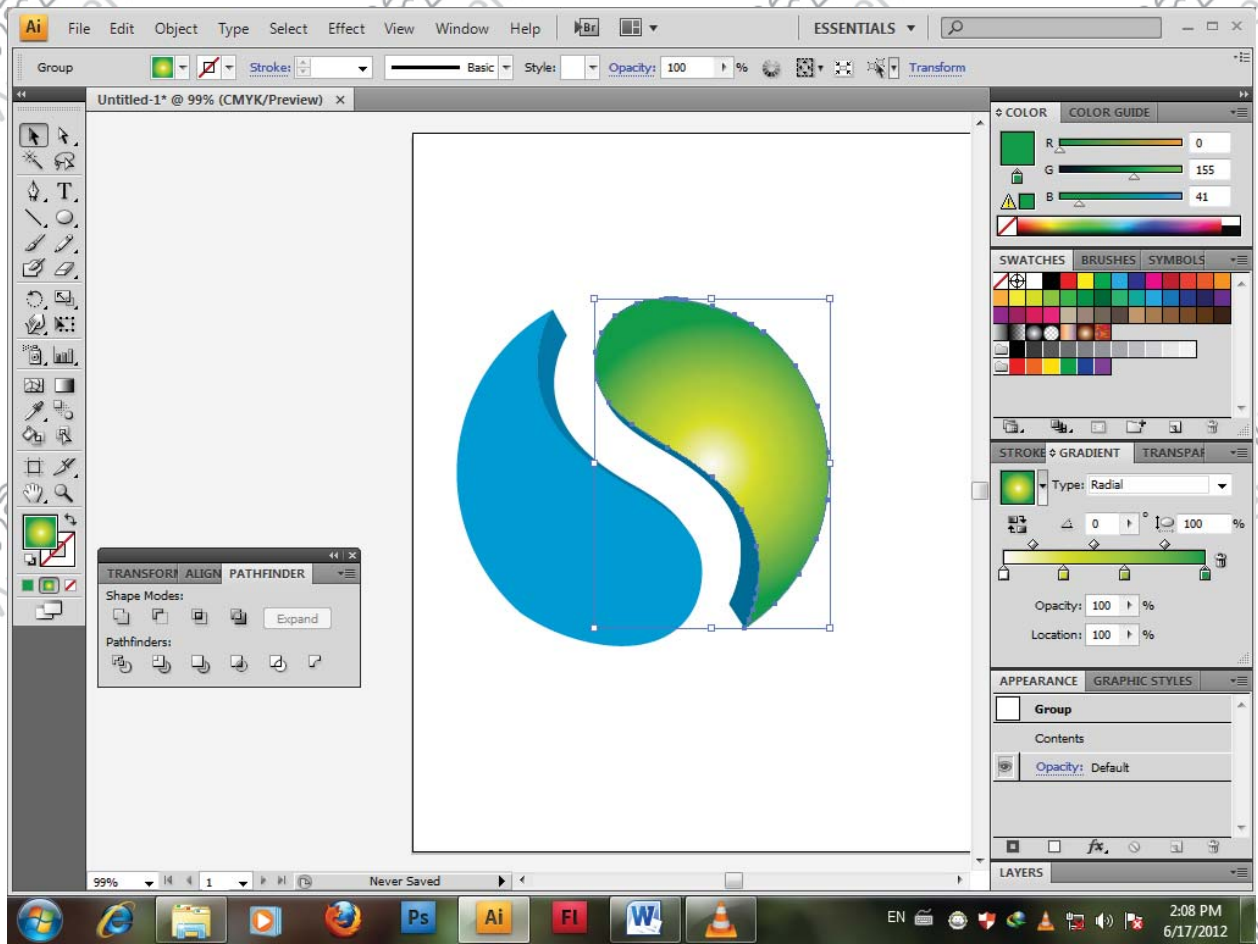 Ai File Edit Object Type Select Effect View Window Help Br ESSENTIALS
Group Stroke: Basic Style: Opacity: 100 % Transform
Untitled-1* @ 99% (CMYK/Preview) ×
COLOR COLOR GUIDE
R 0
G 155
B 41
SWATCHES BRUSHES SYMBOLS
STROKE GRADIENT TRANSPAR
Type: Radial
0 ° 100 %
Opacity: 100 %
Location: 100 %
TRANSFORM ALIGN PATHFINDER
Shape Modes:
Expand
Pathfinders:
APPEARANCE GRAPHIC STYLES
Group
Contents
Opacity: Default
fx
LAYERS
99% 1 Never Saved
Ps Ai Fl W EN 2:08 PM
6/17/2012